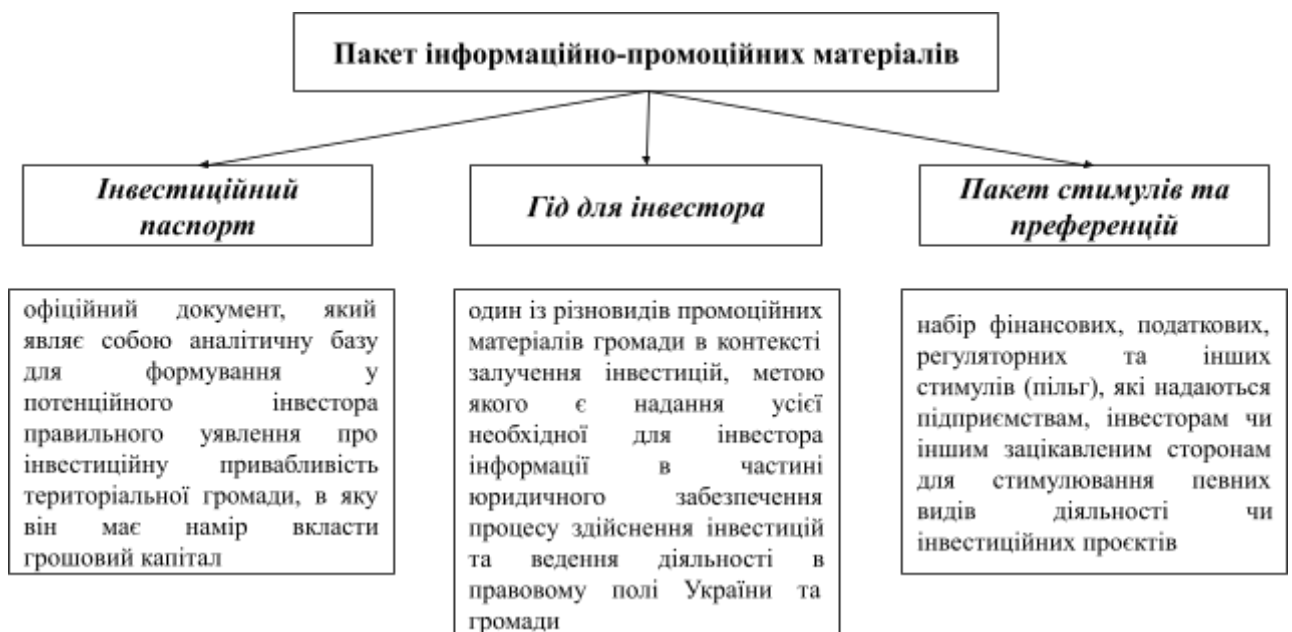 Пакет інформаційно-промоційних матеріалів
Інвестиційний
паспорт
Гід для інвестора
Пакет стимулів та
преференцій
офіційний документ, який
являє собою аналітичну базу
для формування у
потенційного інвестора
правильного уявлення про
інвестиційну привабливість
територіальної громади, в яку
він має намір вкласти
грошовий капітал
один із різновидів промоційних
матеріалів громади в контексті
залучення інвестицій, метою
якого є надання усієї
необхідної для інвестора
інформації в частині
юридичного забезпечення
процесу здійснення інвестицій
та ведення діяльності в
правовому полі України та
громади
набір фінансових, податкових,
регуляторних та інших
стимулів (пільг), які надаються
підприємствам, інвесторам чи
іншим зацікавленим сторонам
для стимулювання певних
видів діяльності чи
інвестиційних проєктів